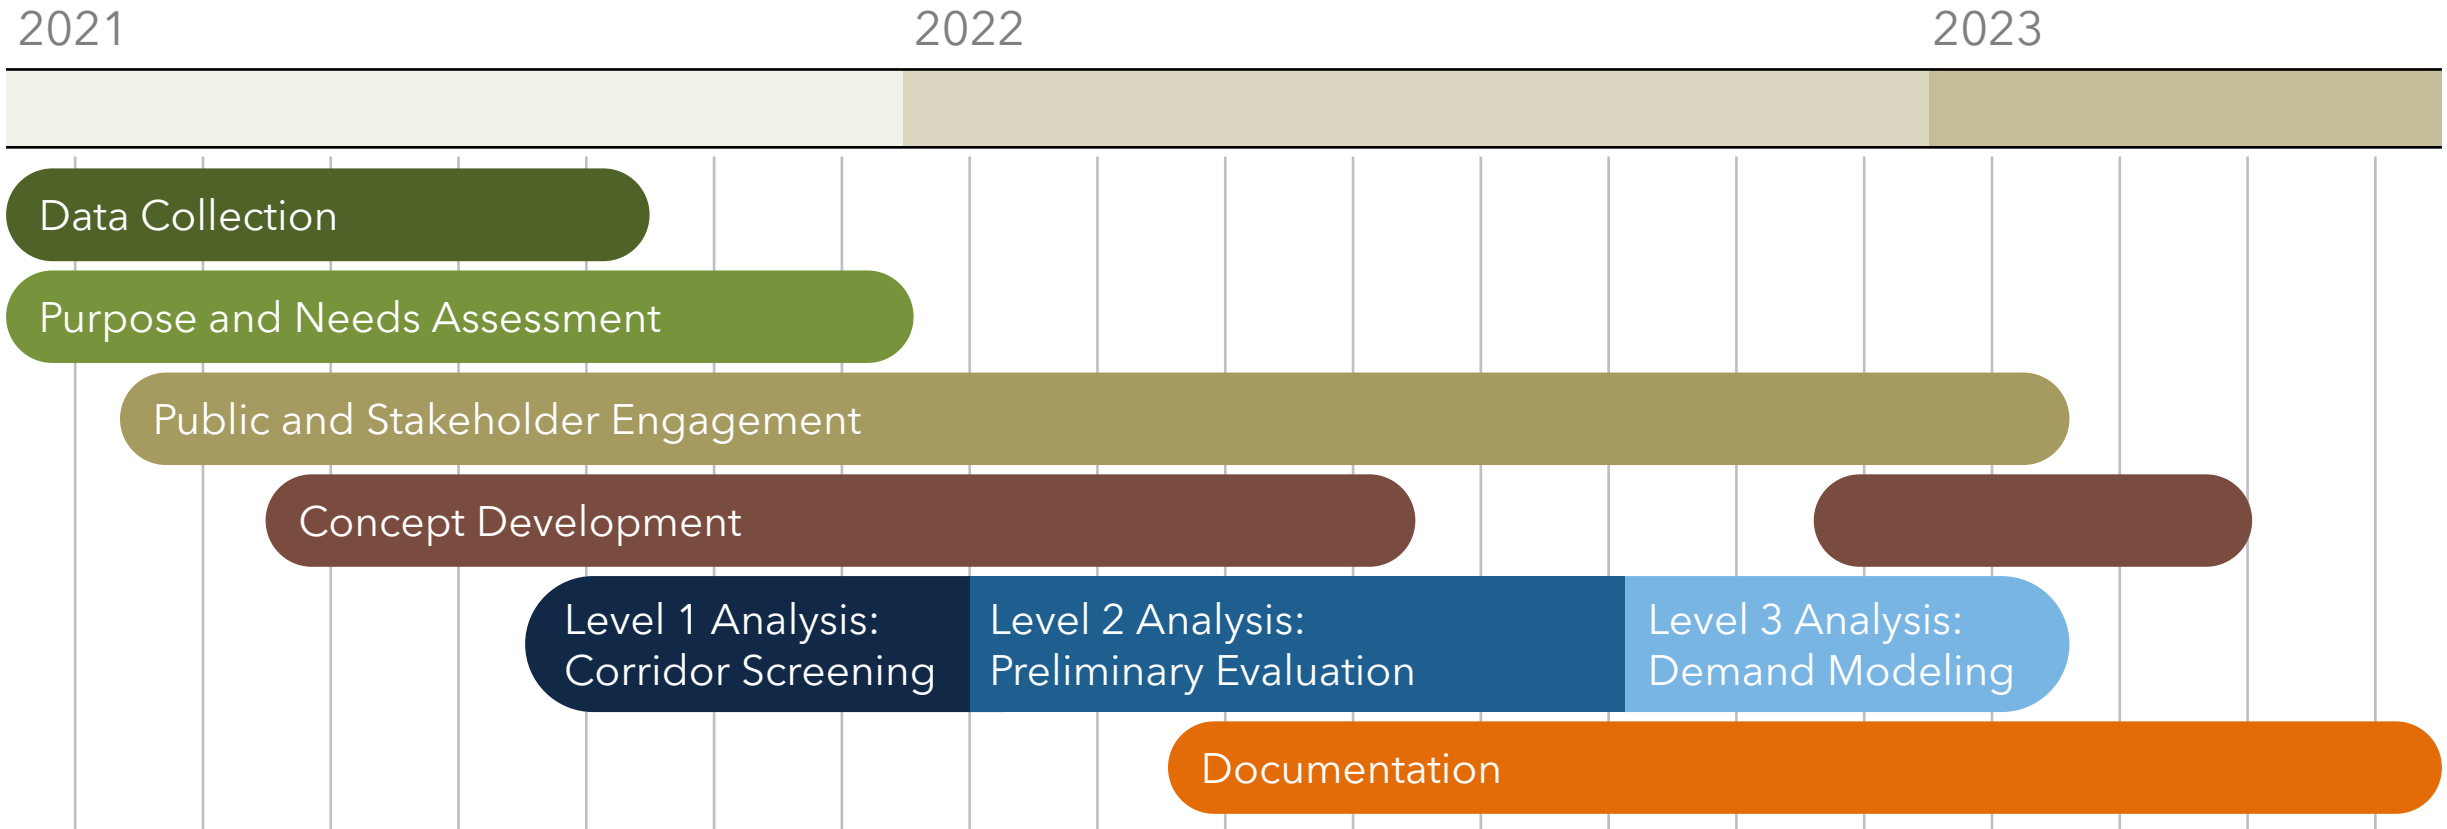 2021
2022
2023
Data Collection
Purpose and Needs Assessment
Public and Stakeholder Engagement
Concept Development
Level 1 Analysis:
Corridor Screening
Level 2 Analysis:
Preliminary Evaluation
Level 3 Analysis:
Demand Modeling
Documentation